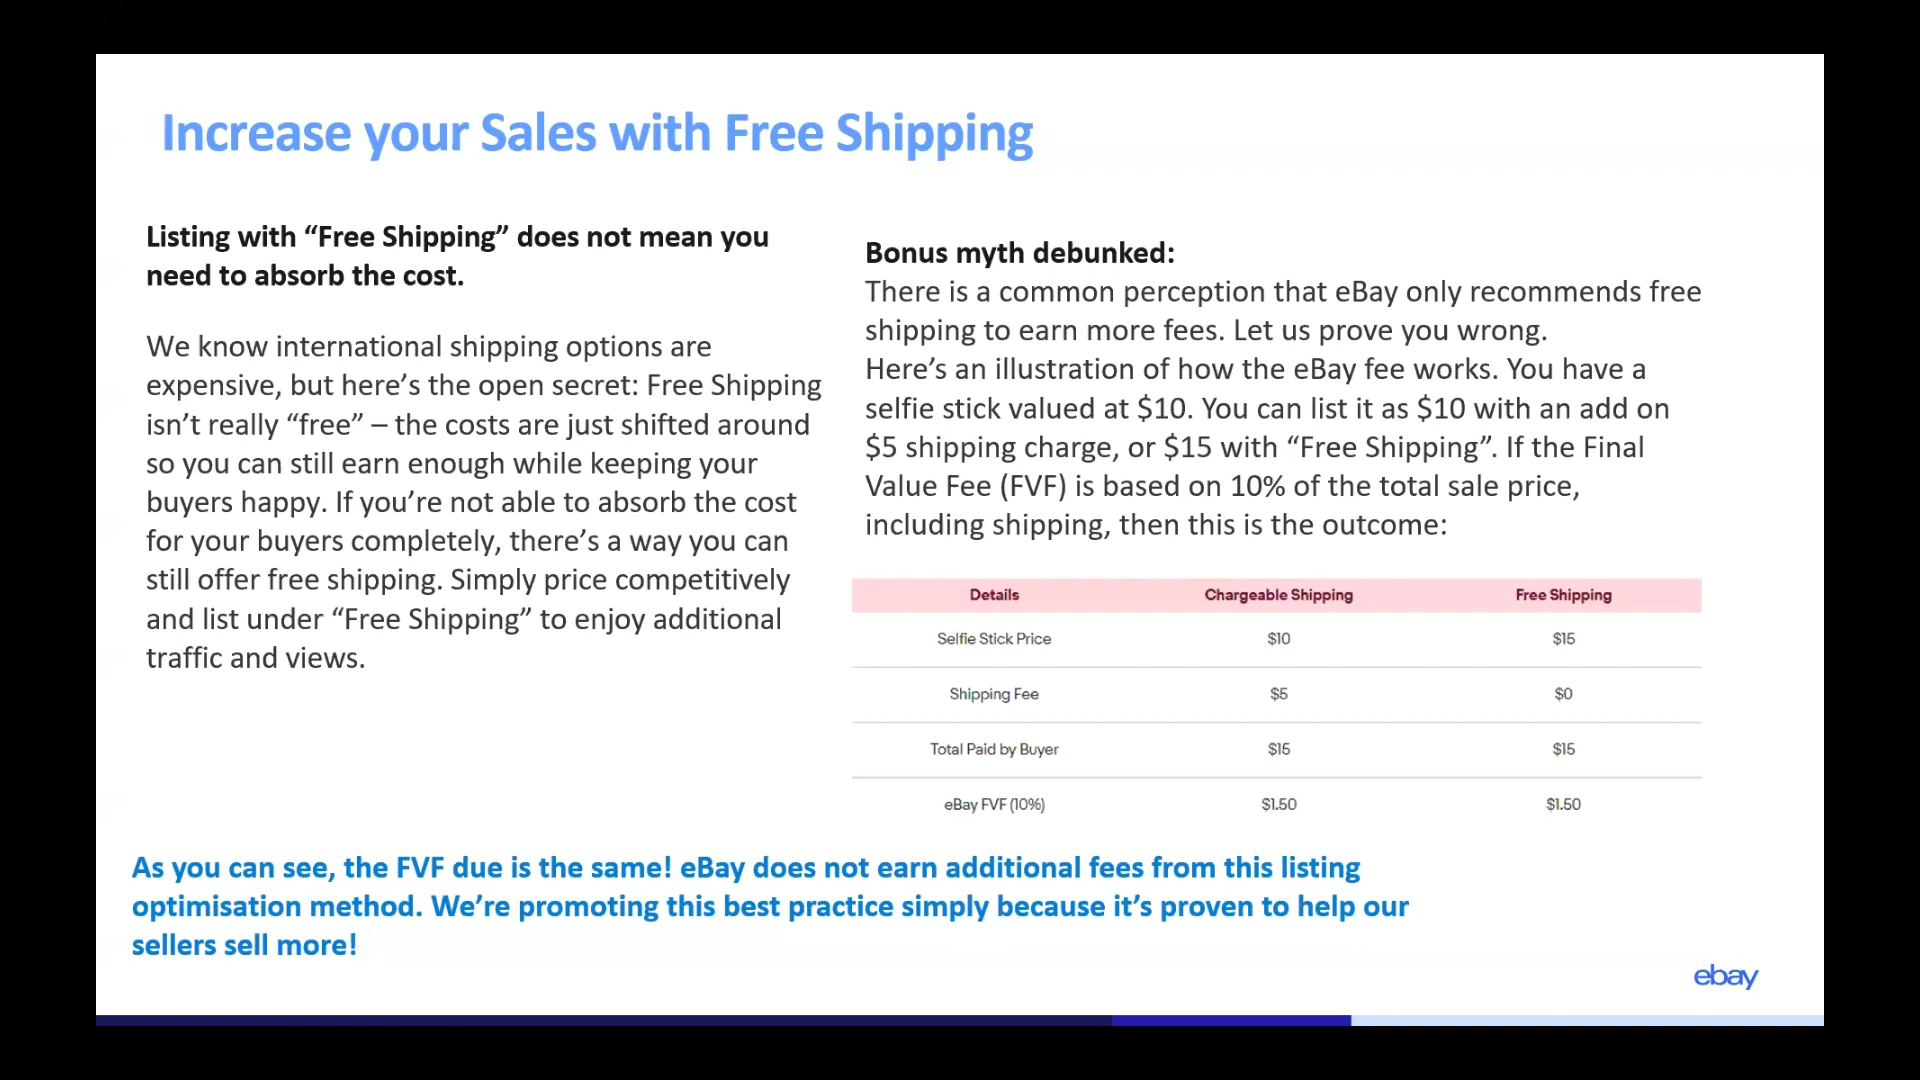 Increase your Sales with Free Shipping
Listing with “Free Shipping” does not mean you
need to absorb the cost.
We know international shipping options are
expensive, but here’s the open secret: Free Shipping
isn’t really “free” – the costs are just shifted around
so you can still earn enough while keeping your
buyers happy. If you’re not able to absorb the cost
for your buyers completely, there’s a way you can
still offer free shipping. Simply price competitively
and list under “Free Shipping” to enjoy additional
traffic and views.
Bonus myth debunked:
There is a common perception that eBay only recommends free
shipping to earn more fees. Let us prove you wrong.
Here’s an illustration of how the eBay fee works. You have a
selfie stick valued at $10. You can list it as $10 with an add on
$5 shipping charge, or $15 with “Free Shipping”. If the Final
Value Fee (FVF) is based on 10% of the total sale price,
including shipping, then this is the outcome:
Details Chargeable Shipping Free Shipping
Selfie Stick Price $10 $15
Shipping Fee $5 $0
Total Paid by Buyer $15 $15
eBay FVF (10%) $1.50 $1.50
As you can see, the FVF due is the same! eBay does not earn additional fees from this listing
optimisation method. We’re promoting this best practice simply because it’s proven to help our
sellers sell more!
ebay